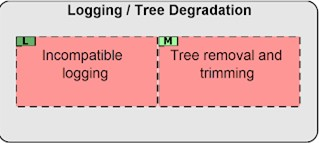 Logging / Tree Degradation
L
Incompatible
logging
M
Tree removal and
trimming